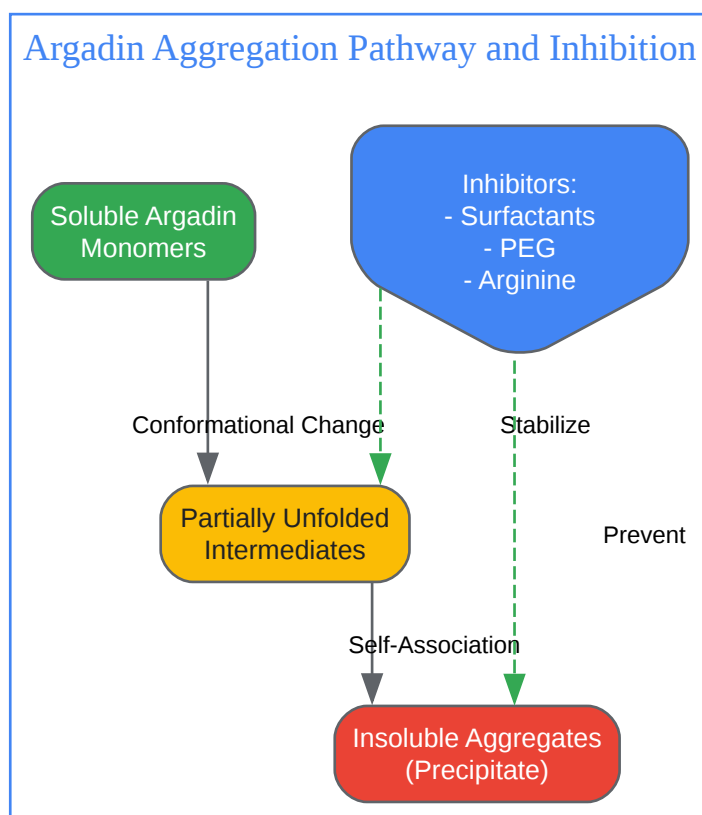 Argadin Aggregation Pathway and Inhibition
Soluble Argadin
Monomers
Inhibitors:
- Surfactants
- PEG
- Arginine
Conformational Change
Stabilize
Partially Unfolded
Intermediates
Prevent
Self-Association
Insoluble Aggregates
(Precipitate)